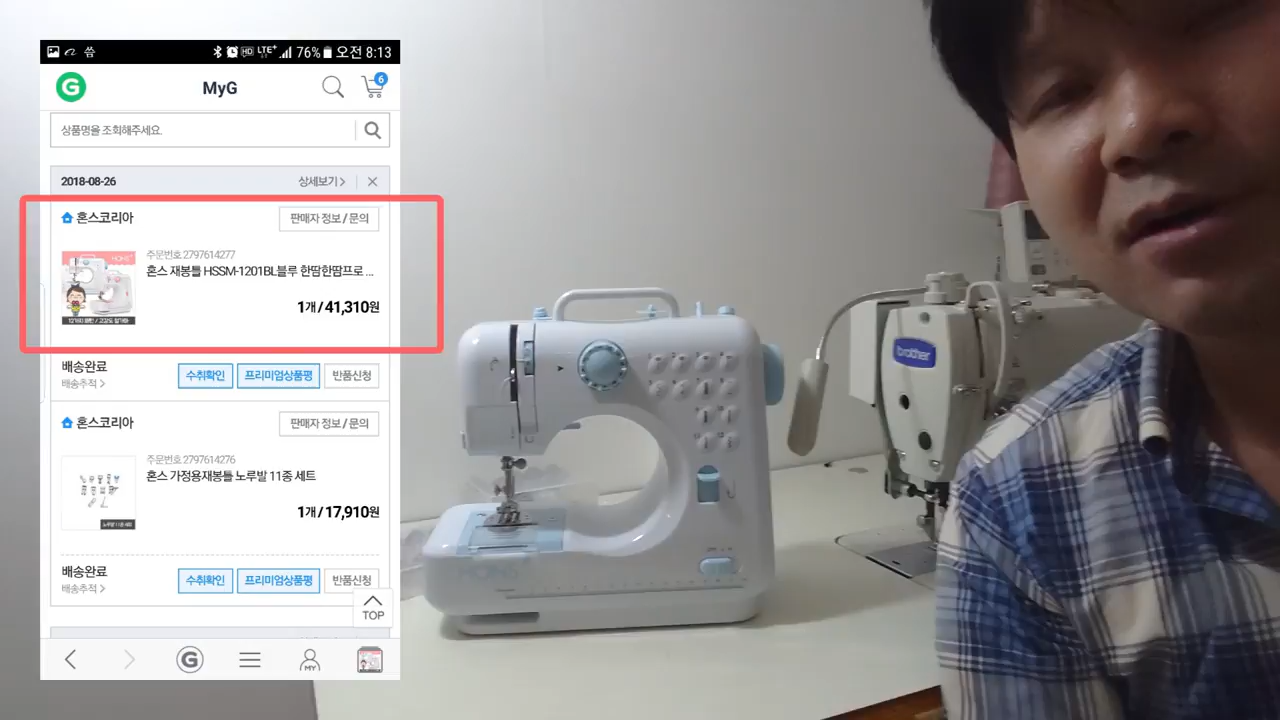 HD LTE+ 76% 오전 8:13
G MyG 6
상품명을 조회해주세요.
2018-08-26 상세보기 >
혼스코리아 판매자 정보 / 문의
주문번호 2797614277
혼스 재봉틀 HSSM-1201BL블루 한땀한땀프로 ...
1개 / 41,310원
배송완료
배송추적 >
수취확인 프리미엄상품평 반품신청
혼스코리아 판매자 정보 / 문의
주문번호 2797614276
혼스 가정용재봉틀 노루발 11종 세트
1개 / 17,910원
배송완료
배송추적 >
수취확인 프리미엄상품평 반품신청
TOP
G MY
brother